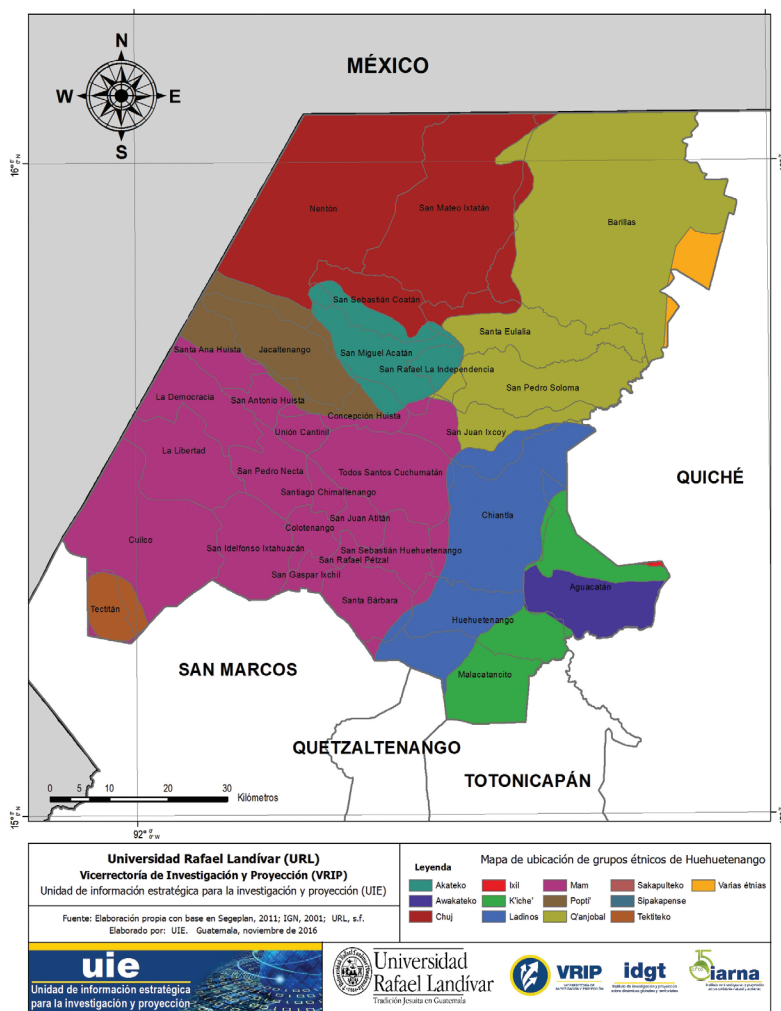 N
W E
S
MÉXICO
16°
0'
0" N
Nentón
San Mateo Ixtatán
Barillas
San Sebastián Coatán
Santa Eulalia
Santa Ana Huista
Jacaltenango
San Miguel Acatán
San Rafael La Independencia
San Pedro Soloma
La Democracia
San Antonio Huista
Concepción Huista
Unión Cantinil
San Juan Ixcoy
La Libertad
San Pedro Necta
Todos Santos Cuchumatán
QUICHÉ
Santiago Chimaltenango
Chiantla
San Juan Atitán
Colotenango
Cuilco
San Ildelfonso Ixtahuacán
San Sebastián Huehuetenango
San Rafael Pétzal
San Gaspar Ixchil
Aguacatán
Tectitán
Santa Bárbara
Huehuetenango
SAN MARCOS
Malacatancito
QUETZALTENANGO
TOTONICAPÁN
0 5 10 20 30
Kilómetros
15°
0'
0" N
92°
0'
0" W
Universidad Rafael Landívar (URL)
Vicerrectoría de Investigación y Proyección (VRIP)
Unidad de información estratégica para la investigación y proyección (UIE)
Fuente: Elaboración propia con base en Segeplan, 2011; IGN, 2001; URL, s.f.
Elaborado por: UIE. Guatemala, noviembre de 2016
Leyenda
Mapa de ubicación de grupos étnicos de Huehuetenango
Akateko Ixil Mam Sakapulteko Varias étnias
Awakateko K'iche' Popti' Sipakapense
Chuj Ladinos Q'anjobal Tektiteko
uie
Unidad de información estratégica
para la investigación y proyección
Universidad
Rafael Landívar
Tradición Jesuita en Guatemala
VRIP
idgt
iarna